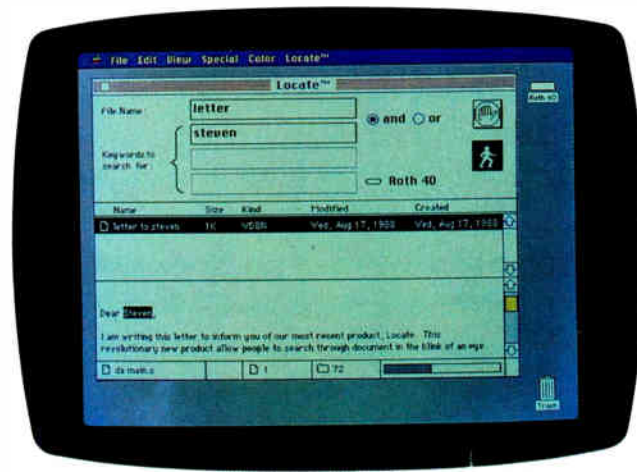 File Edit View Special Color Locate™
Locate™
Roth 40
File Name:
letter
and or
steven
Keywords to
search for:
Roth 40
Name Size Kind Modified Created
letter to steven 1K Wed, Aug 17, 1988 Wed, Aug 17, 1988
Dear Steven,
I am writing this letter to inform you of our most recent product, Locate. This
revolutionary new product allow people to search through document in the blink of an eye
da main.c 1 72
Trash